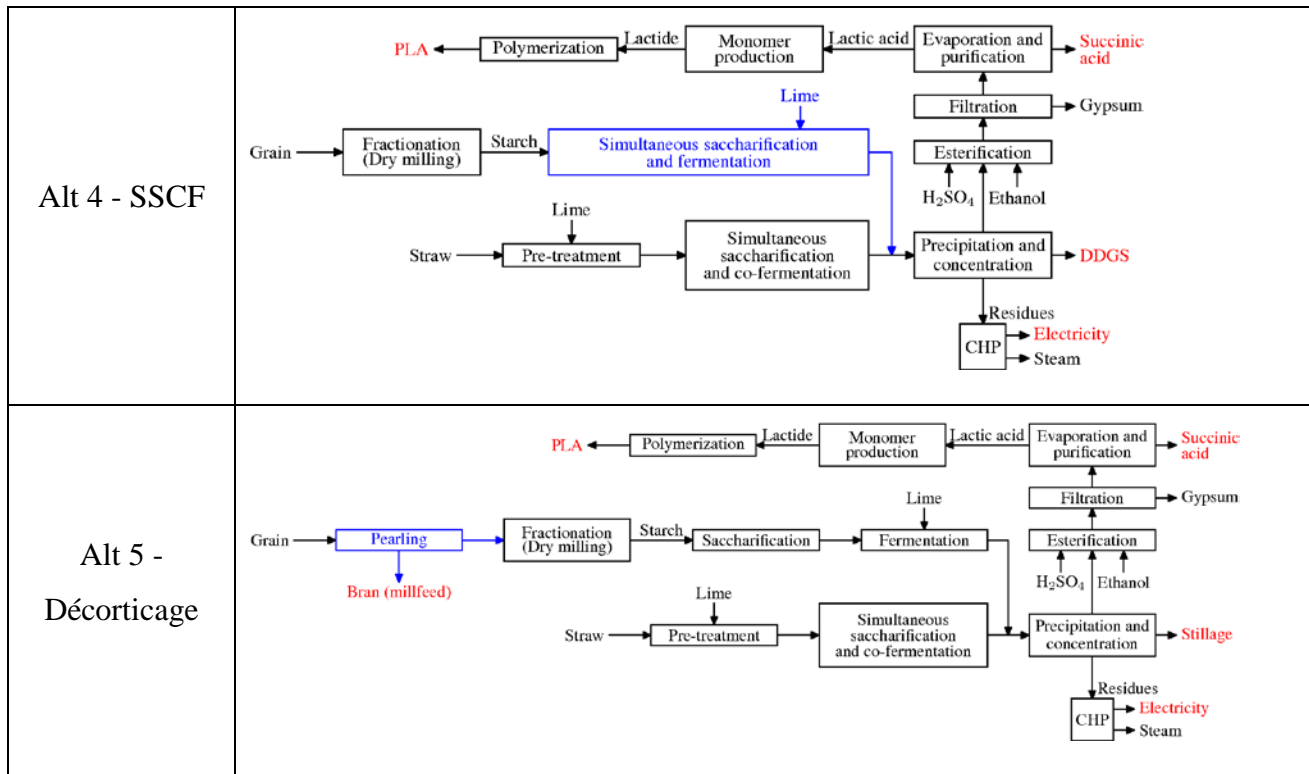 Alt 4 - SSCF
PLA
Polymerization
Lactide
Monomer
production
Lactic acid
Evaporation and
purification
Succinic
acid
Lime
Filtration
Gypsum
Grain
Fractionation
(Dry milling)
Starch
Simultaneous saccharification
and fermentation
Esterification
H₂SO₄
Ethanol
Lime
Straw
Pre-treatment
Simultaneous
saccharification
and co-fermentation
Precipitation and
concentration
DDGS
Residues
CHP
Electricity
Steam
Alt 5 -
Décorticage
PLA
Polymerization
Lactide
Monomer
production
Lactic acid
Evaporation and
purification
Succinic
acid
Lime
Filtration
Gypsum
Grain
Pearling
Fractionation
(Dry milling)
Starch
Saccharification
Fermentation
Esterification
Bran (millfeed)
H₂SO₄
Ethanol
Lime
Straw
Pre-treatment
Simultaneous
saccharification
and co-fermentation
Precipitation and
concentration
Stillage
Residues
CHP
Electricity
Steam